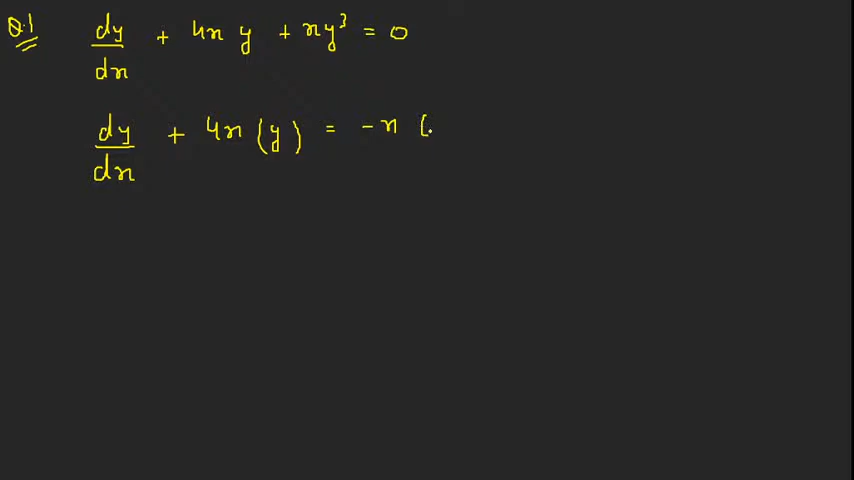 Q.1 dy/dx + 4x y + xy³ = 0
dy/dx + 4x (y) = -x (.